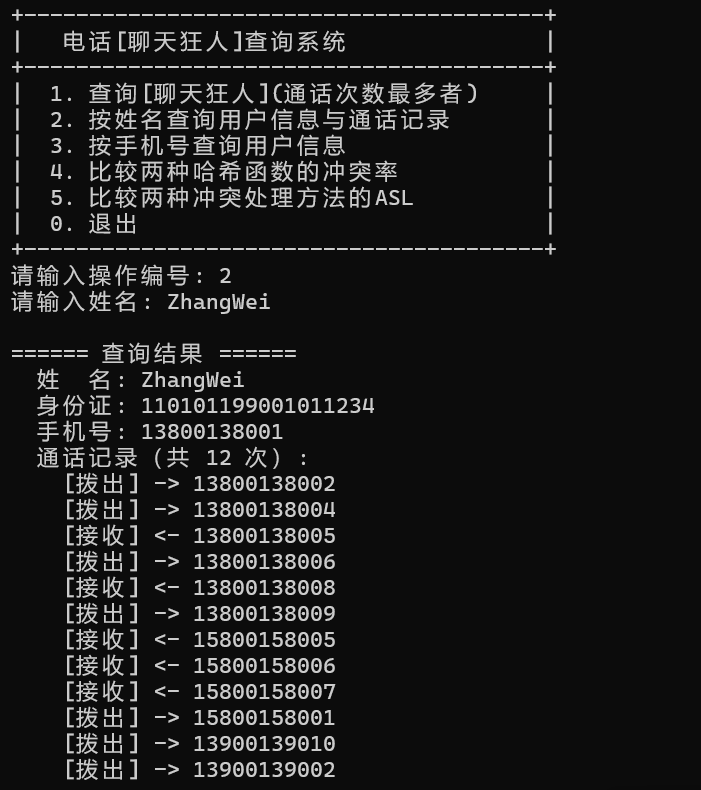 +----------------------------------------+
|   电话[聊天狂人]查询系统               |
+----------------------------------------+
|  1. 查询[聊天狂人](通话次数最多者)     |
|  2. 按姓名查询用户信息与通话记录       |
|  3. 按手机号查询用户信息               |
|  4. 比较两种哈希函数的冲突率           |
|  5. 比较两种冲突处理方法的ASL          |
|  0. 退出                               |
+----------------------------------------+
请输入操作编号: 2
请输入姓名: ZhangWei
====== 查询结果 ======
  姓  名: ZhangWei
  身份证: 110101199001011234
  手机号: 13800138001
  通话记录 (共 12 次) :
    [拨出] -> 13800138002
    [拨出] -> 13800138004
    [接收] <- 13800138005
    [拨出] -> 13800138006
    [接收] <- 13800138008
    [拨出] -> 13800138009
    [接收] <- 15800158005
    [接收] <- 15800158006
    [接收] <- 15800158007
    [拨出] -> 15800158001
    [拨出] -> 13900139010
    [拨出] -> 13900139002